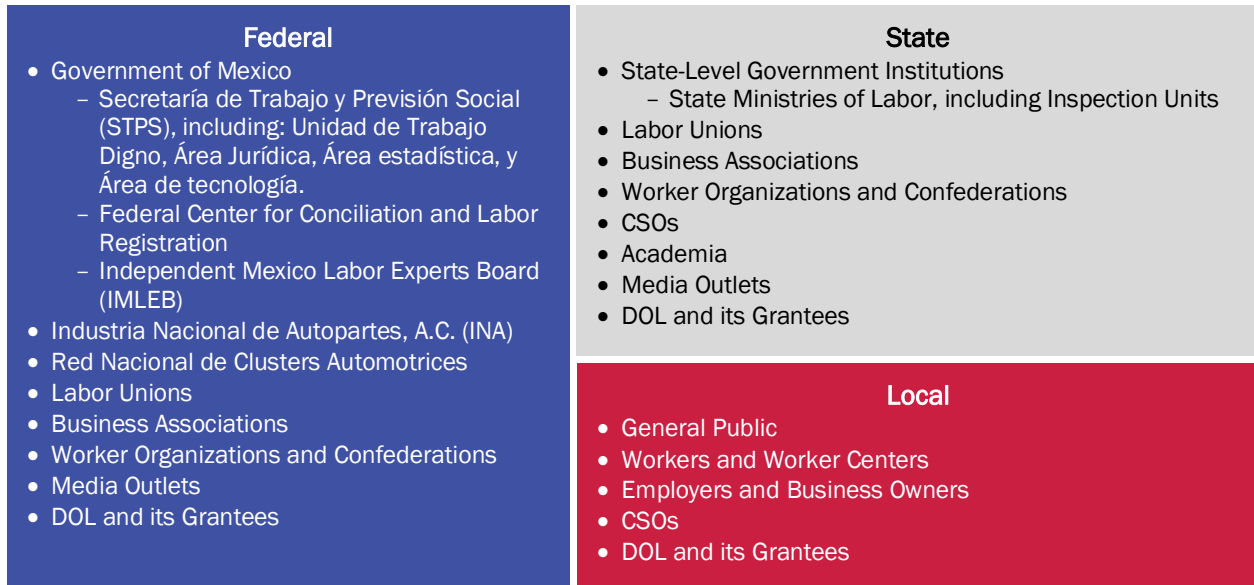 Federal
• Government of Mexico
– Secretaría de Trabajo y Previsión Social
(STPS), including: Unidad de Trabajo
Digno, Área Jurídica, Área estadística, y
Área de tecnología.
– Federal Center for Conciliation and Labor
Registration
– Independent Mexico Labor Experts Board
(IMLEB)
• Industria Nacional de Autopartes, A.C. (INA)
• Red Nacional de Clusters Automotrices
• Labor Unions
• Business Associations
• Worker Organizations and Confederations
• Media Outlets
• DOL and its Grantees
State
• State-Level Government Institutions
– State Ministries of Labor, including Inspection Units
• Labor Unions
• Business Associations
• Worker Organizations and Confederations
• CSOs
• Academia
• Media Outlets
• DOL and its Grantees
Local
• General Public
• Workers and Worker Centers
• Employers and Business Owners
• CSOs
• DOL and its Grantees